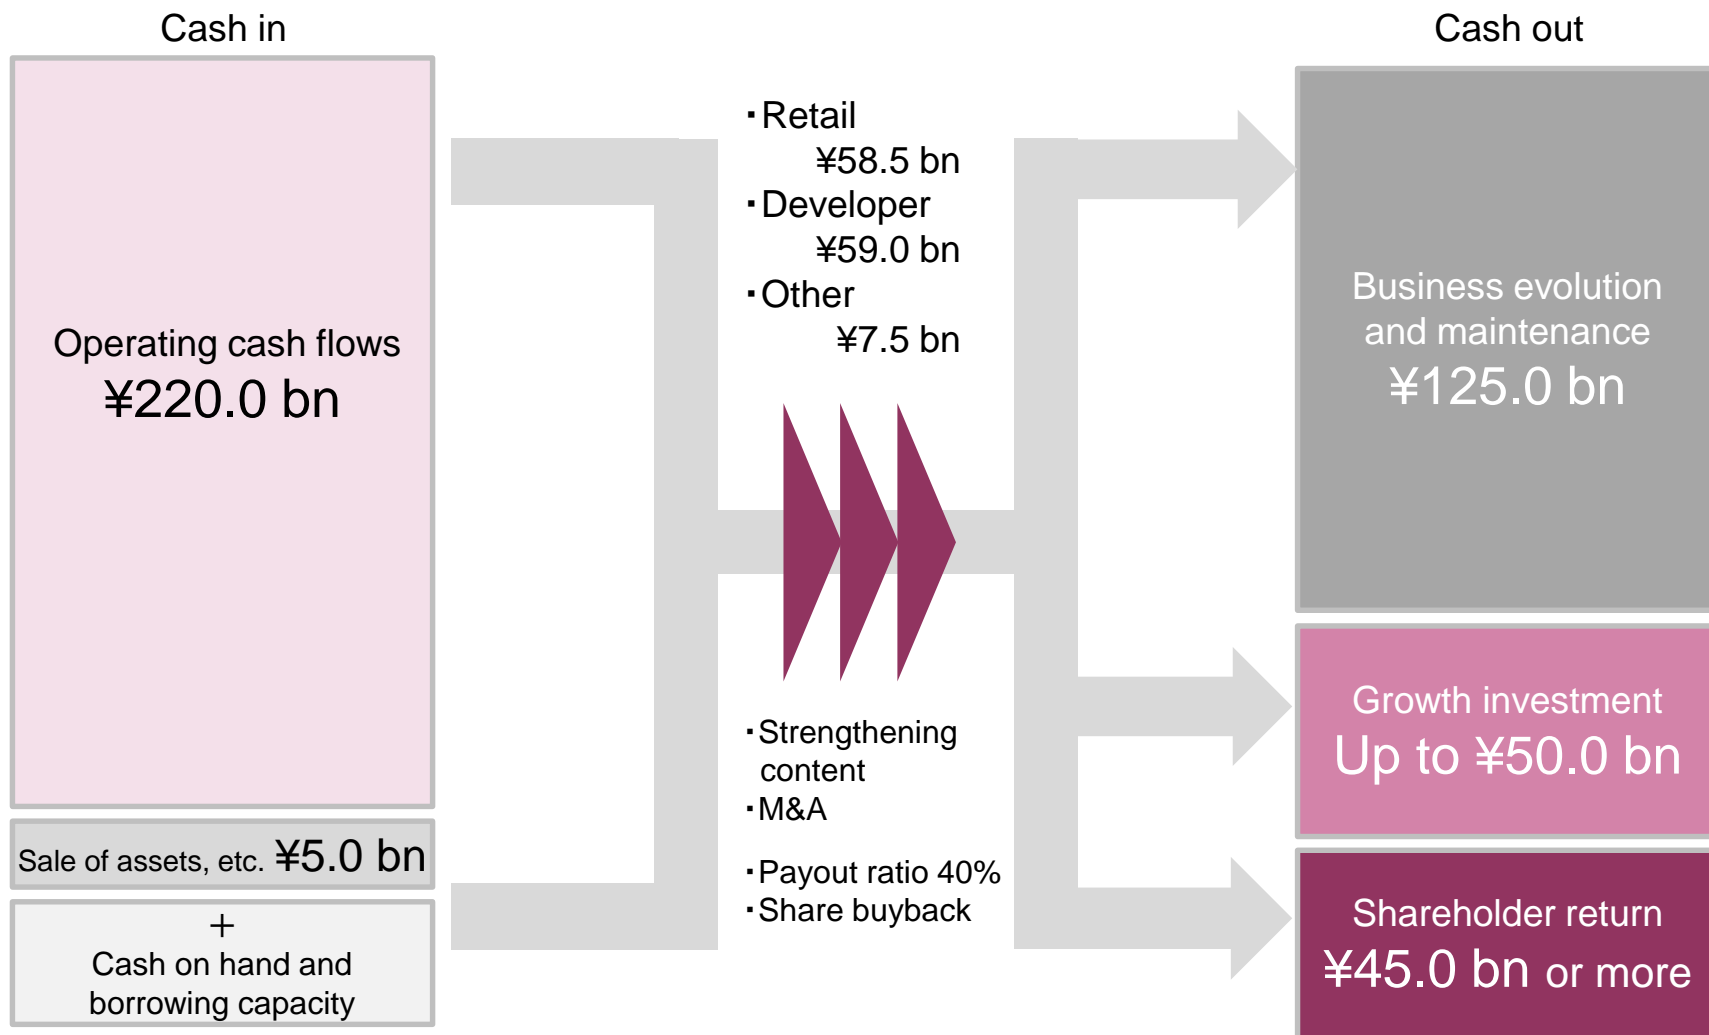 Cash in
Operating cash flows
¥220.0 bn
Sale of assets, etc. ¥5.0 bn
+
Cash on hand and
borrowing capacity
・Retail
¥58.5 bn
・Developer
¥59.0 bn
・Other
¥7.5 bn
・Strengthening
content
・M&A
・Payout ratio 40%
・Share buyback
Cash out
Business evolution
and maintenance
¥125.0 bn
Growth investment
Up to ¥50.0 bn
Shareholder return
¥45.0 bn or more